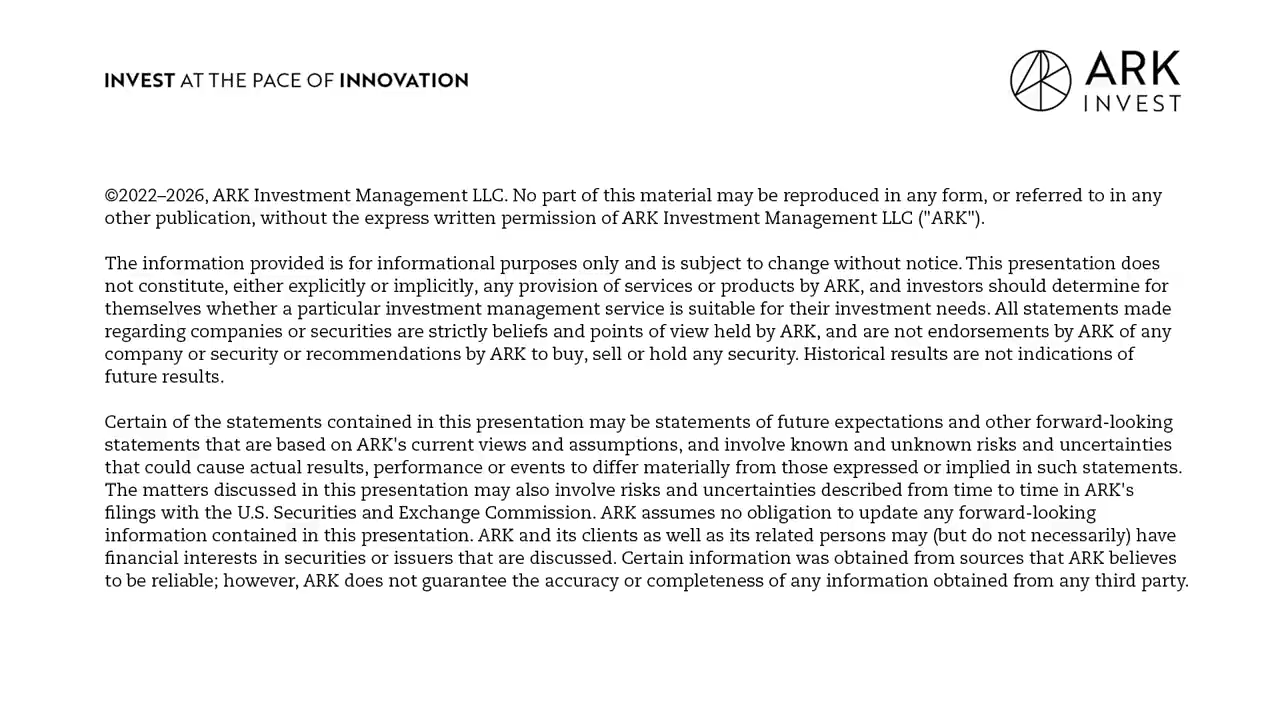 INVEST AT THE PACE OF INNOVATION
ARK
INVEST
©2022–2026, ARK Investment Management LLC. No part of this material may be reproduced in any form, or referred to in any
other publication, without the express written permission of ARK Investment Management LLC ("ARK").
The information provided is for informational purposes only and is subject to change without notice. This presentation does
not constitute, either explicitly or implicitly, any provision of services or products by ARK, and investors should determine for
themselves whether a particular investment management service is suitable for their investment needs. All statements made
regarding companies or securities are strictly beliefs and points of view held by ARK, and are not endorsements by ARK of any
company or security or recommendations by ARK to buy, sell or hold any security. Historical results are not indications of
future results.
Certain of the statements contained in this presentation may be statements of future expectations and other forward-looking
statements that are based on ARK's current views and assumptions, and involve known and unknown risks and uncertainties
that could cause actual results, performance or events to differ materially from those expressed or implied in such statements.
The matters discussed in this presentation may also involve risks and uncertainties described from time to time in ARK's
filings with the U.S. Securities and Exchange Commission. ARK assumes no obligation to update any forward-looking
information contained in this presentation. ARK and its clients as well as its related persons may (but do not necessarily) have
financial interests in securities or issuers that are discussed. Certain information was obtained from sources that ARK believes
to be reliable; however, ARK does not guarantee the accuracy or completeness of any information obtained from any third party.